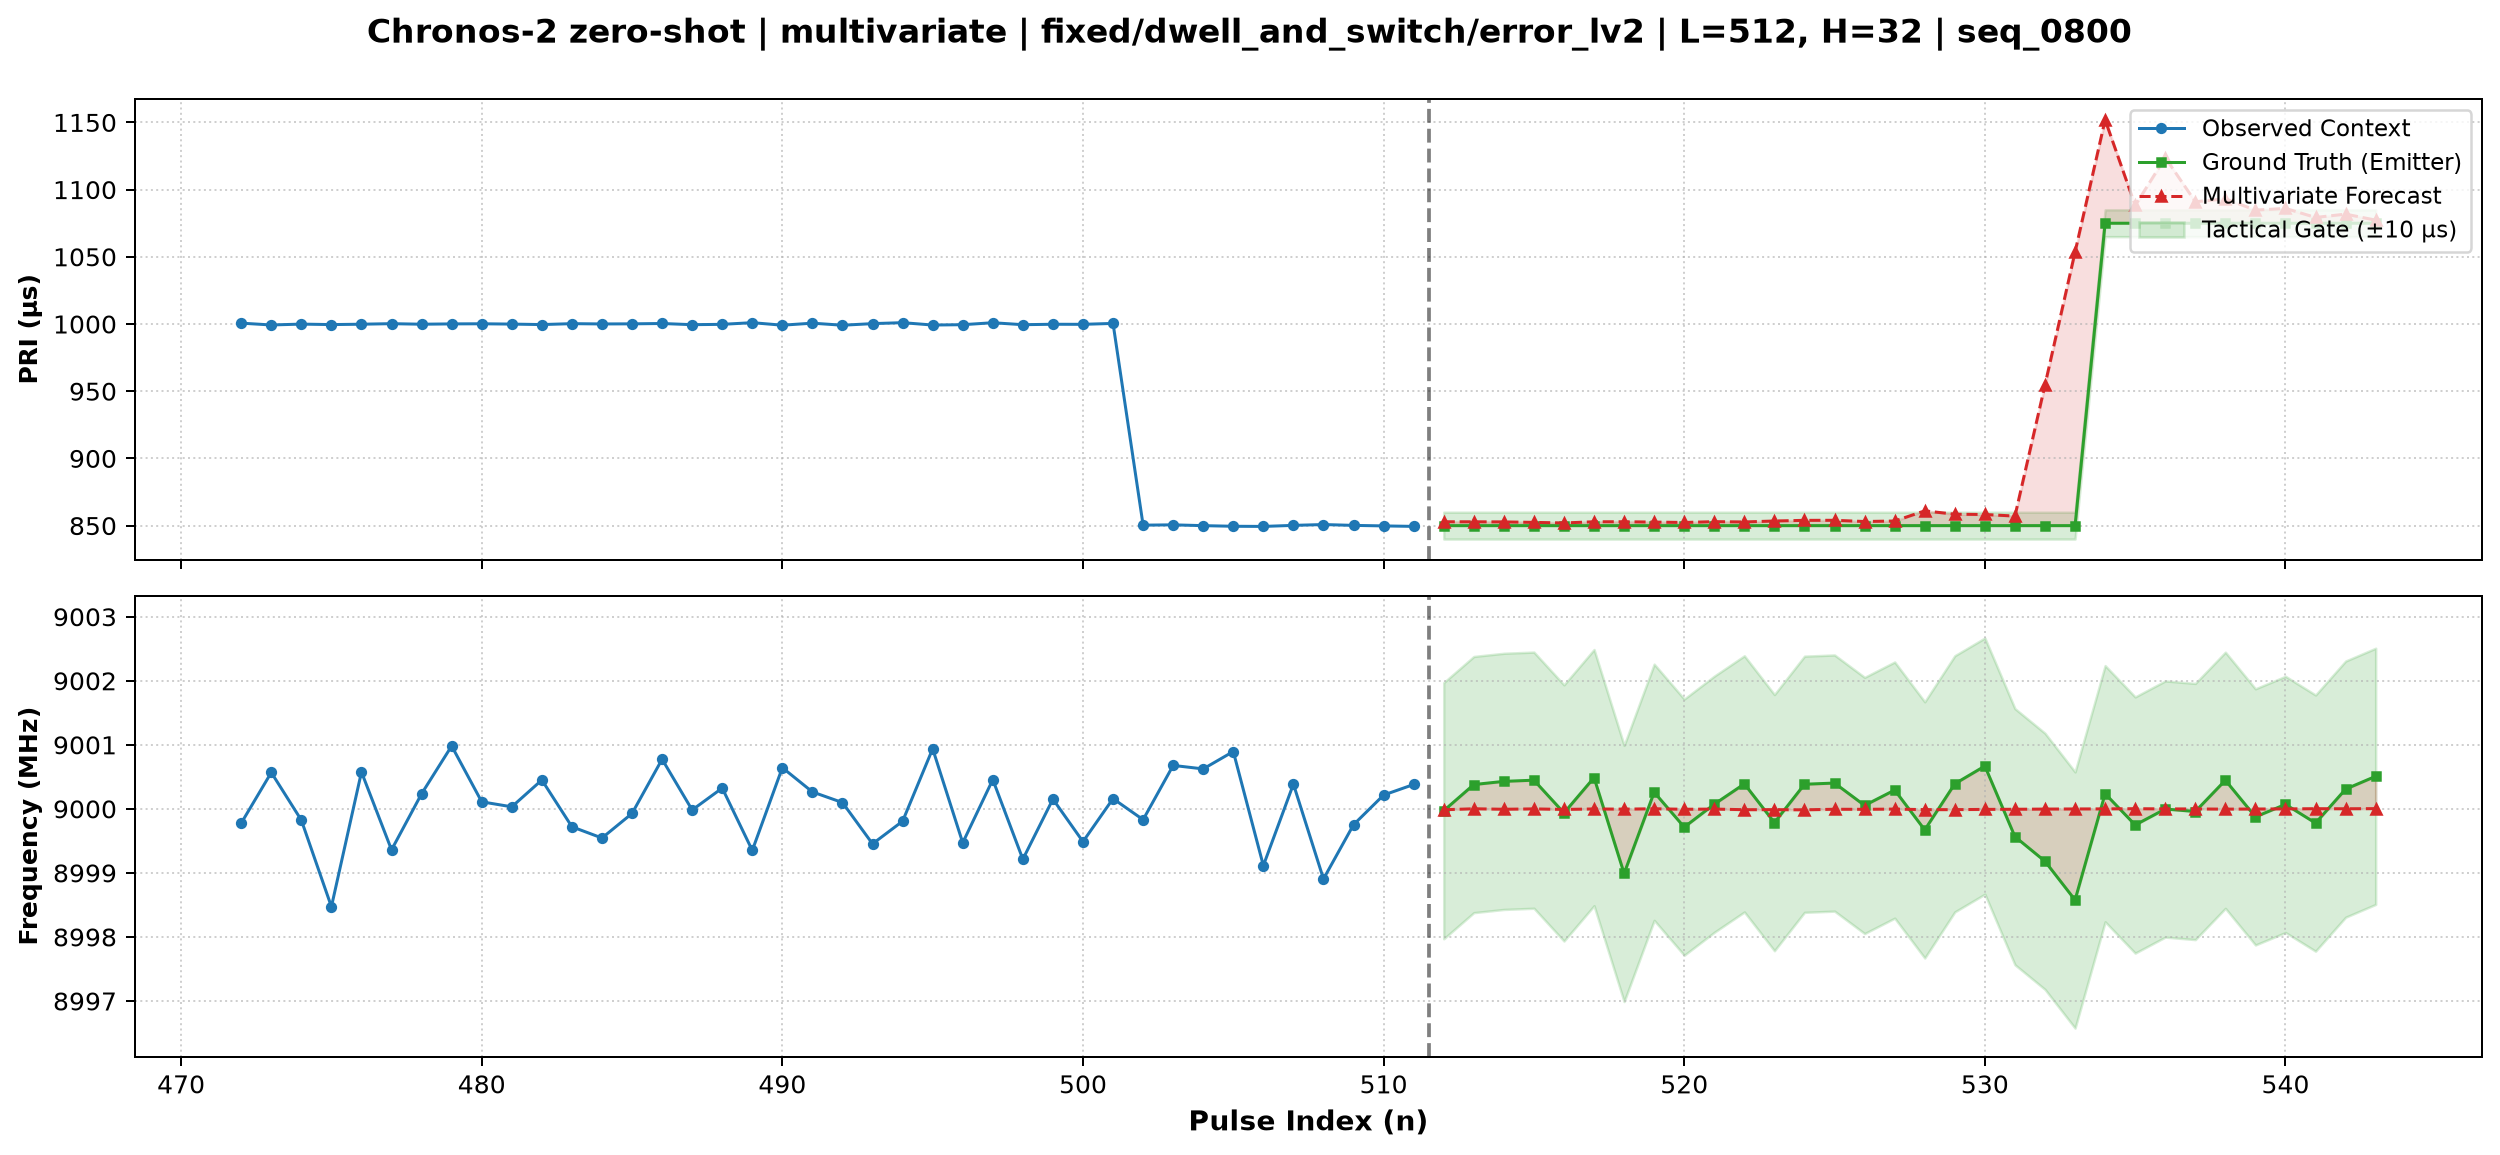 Chronos-2 zero-shot | multivariate | fixed/dwell_and_switch/error_lv2 | L=512, H=32 | seq_0800
PRI (µs)
1150
1100
1050
1000
950
900
850
Observed Context
Ground Truth (Emitter)
Multivariate Forecast
Tactical Gate (±10 µs)
Frequency (MHz)
9003
9002
9001
9000
8999
8998
8997
470 480 490 500 510 520 530 540
Pulse Index (n)